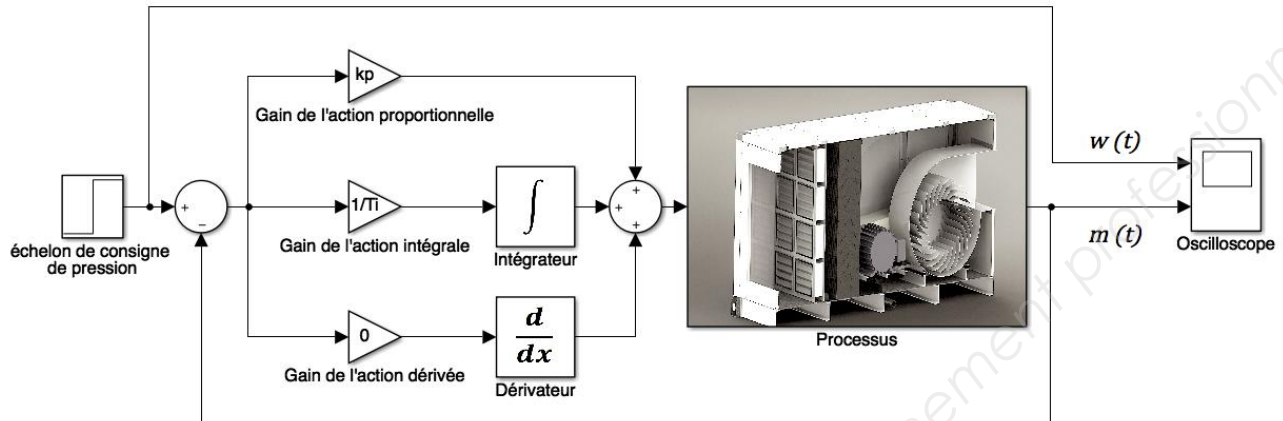 kp
Gain de l'action proportionnelle
w (t)
échelon de consigne
de pression
+
−
1/Ti
Gain de l'action intégrale
∫
Intégrateur
+
+
+
Processus
m (t)
Oscilloscope
0
Gain de l'action dérivée
d
dx
Dérivateur